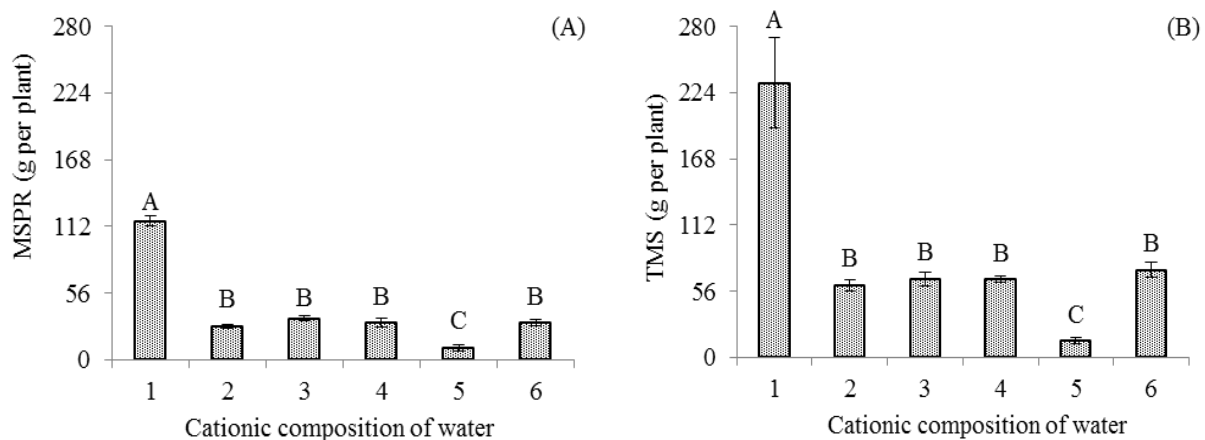 (A)
MSPR (g per plant)
280
224
168
112
56
0
A
B
B
B
C
B
1 2 3 4 5 6
Cationic composition of water
(B)
TMS (g per plant)
280
224
168
112
56
0
A
B
B
B
C
B
1 2 3 4 5 6
Cationic composition of water